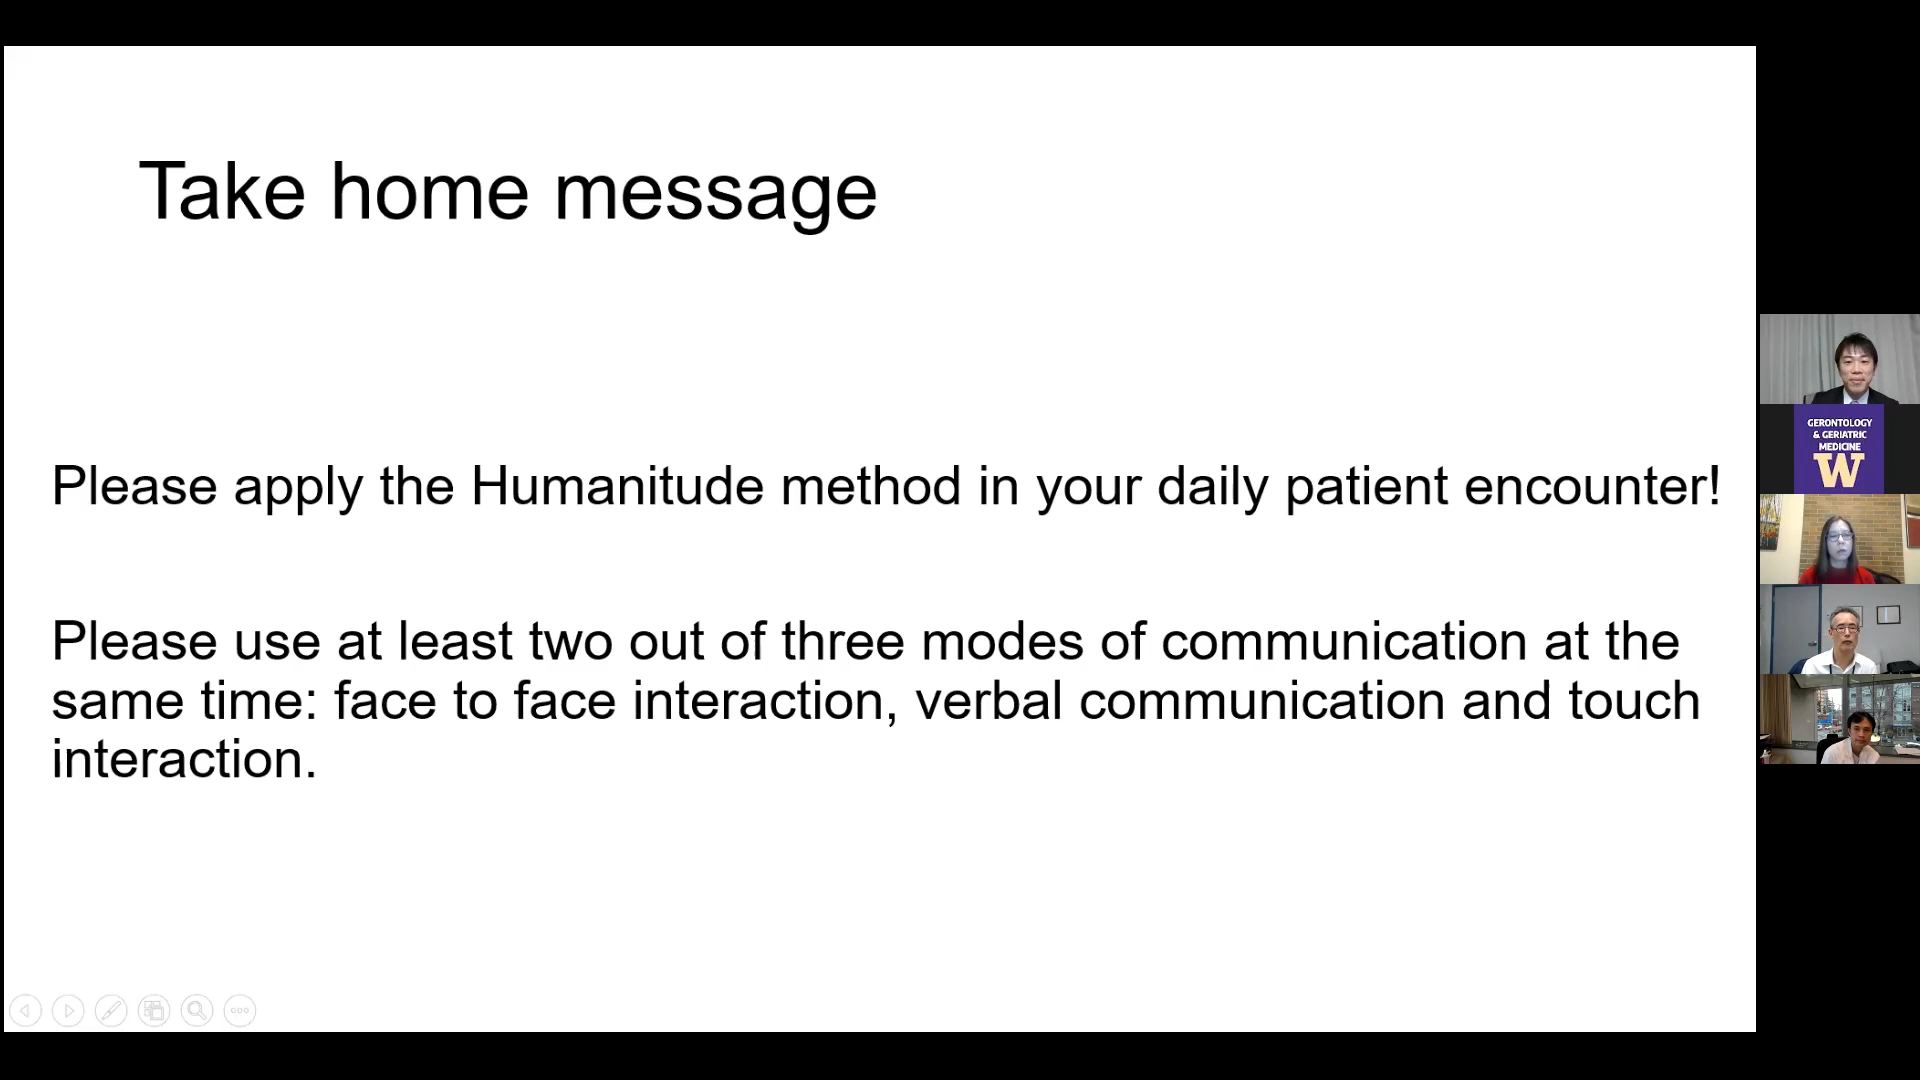 Take home message
Please apply the Humanitude method in your daily patient encounter!
Please use at least two out of three modes of communication at the
same time: face to face interaction, verbal communication and touch
interaction.
GERONTOLOGY
& GERIATRIC
MEDICINE
W